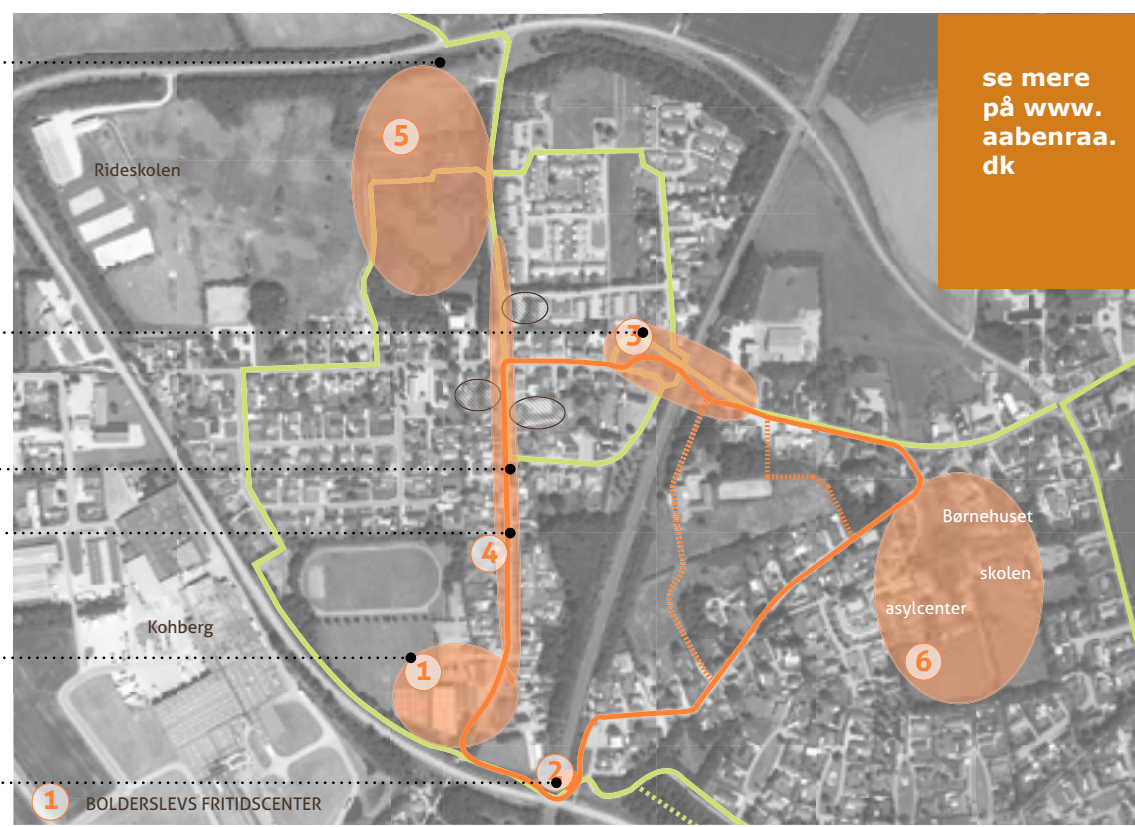 se mere
på www.
aabenraa.
dk
5
Rideskolen
3
4
Børnehuset
skolen
asylcenter
Kohberg
1
6
2
1 BOLDERSLEVS FRITIDSCENTER